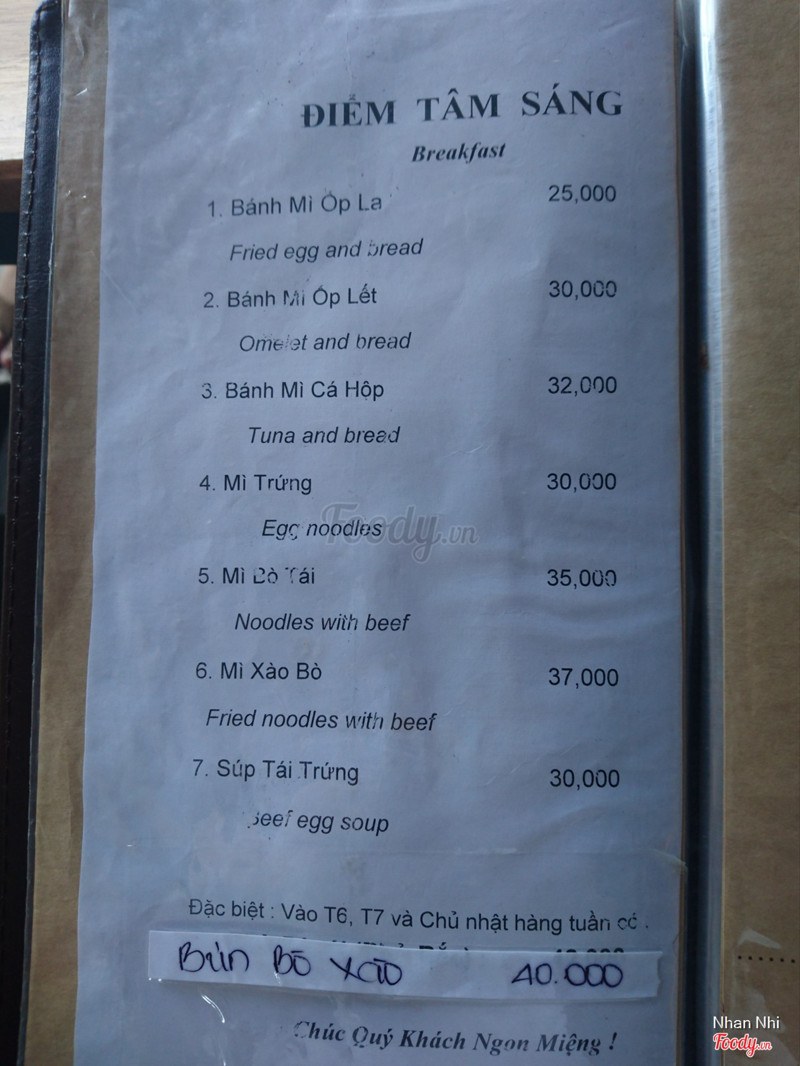 ĐIỂM TÂM SÁNG
Breakfast
1. Bánh Mì Ốp La 25,000
Fried egg and bread
2. Bánh Mì Ốp Lết 30,000
Omelet and bread
3. Bánh Mì Cá Hộp 32,000
Tuna and bread
4. Mì Trứng 30,000
Egg noodles
5. Mì Bò Tái 35,000
Noodles with beef
6. Mì Xào Bò 37,000
Fried noodles with beef
7. Súp Tái Trứng 30,000
Beef egg soup
Đặc biệt : Vào T6, T7 và Chủ nhật hàng tuần có
Bún Bò xào 40.000
Chúc Quý Khách Ngon Miệng !
Foody.vn
Nhan Nhi
Foody.vn